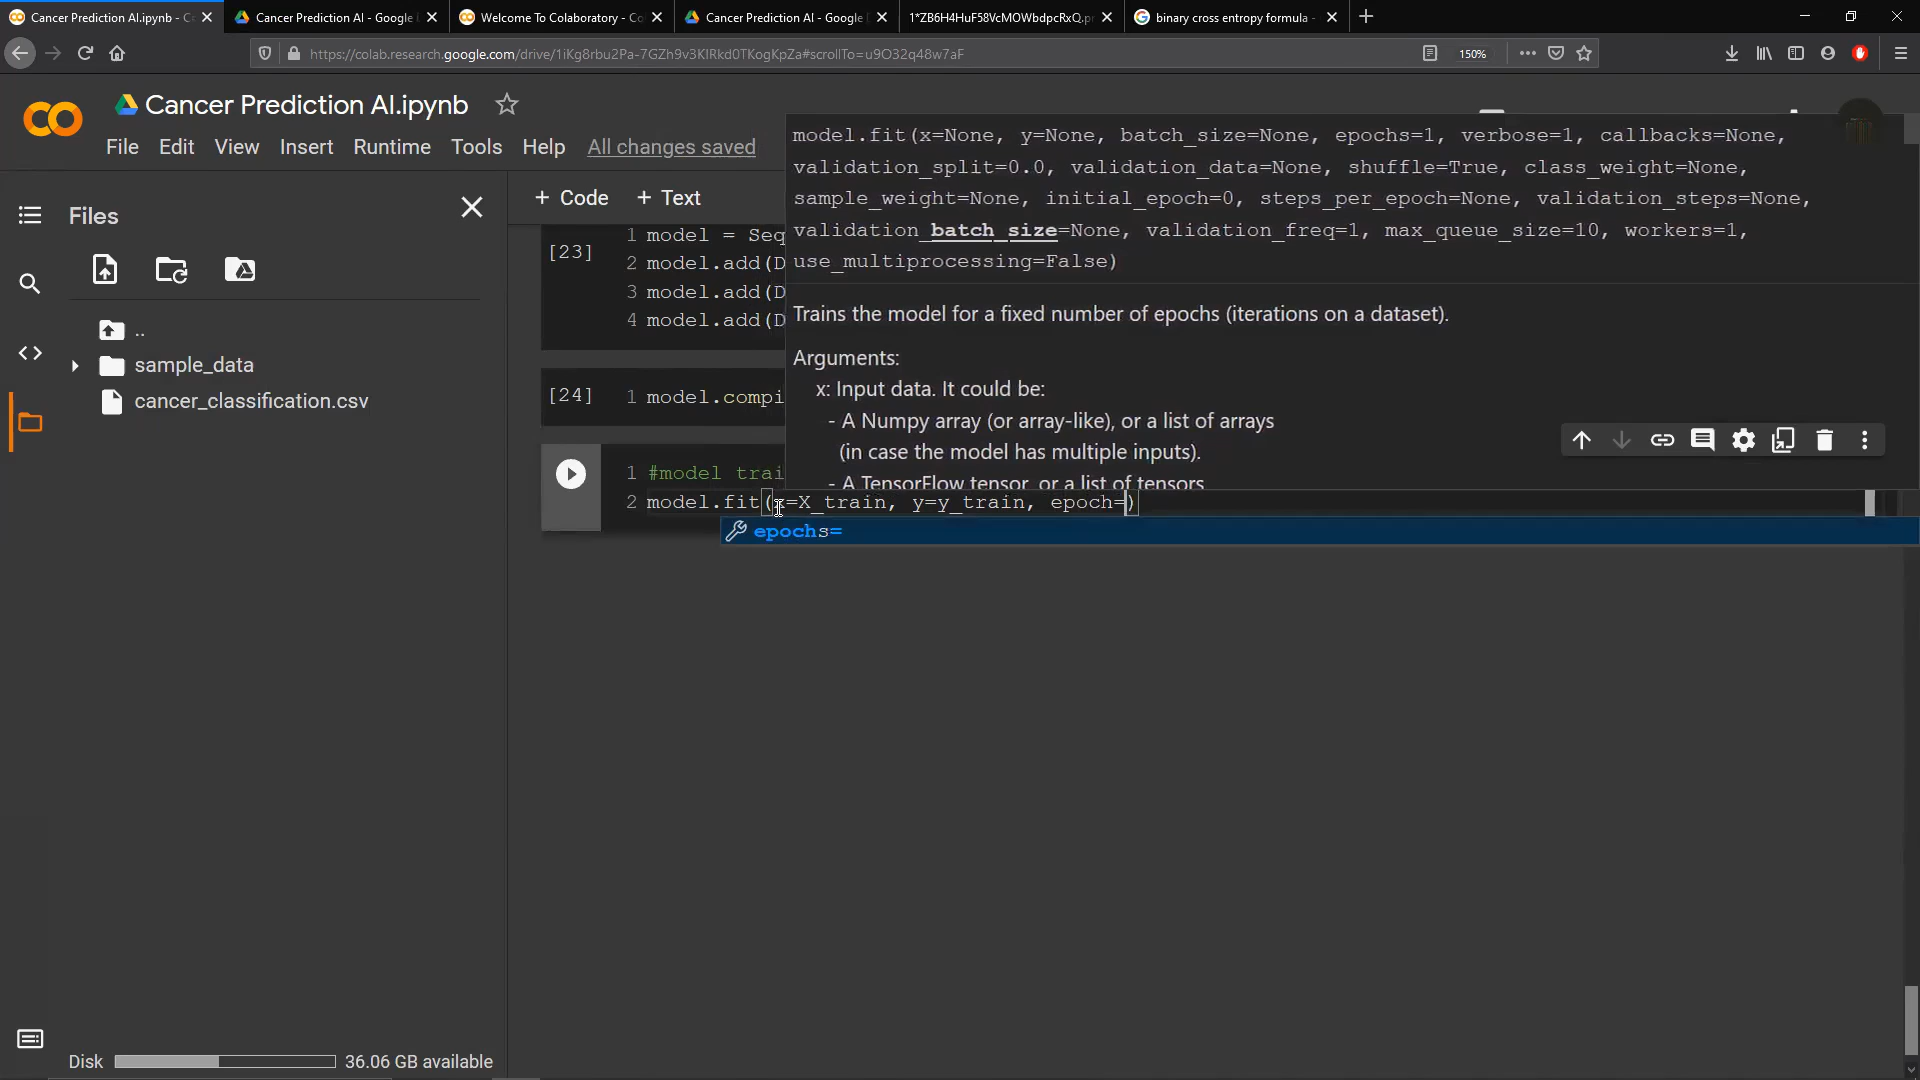 Cancer Prediction AI.ipynb - Co
Cancer Prediction AI - Google
Welcome To Colaboratory - Co
Cancer Prediction AI - Google
1*ZB6H4HuF58VcMOWbdpcRxQ.p
binary cross entropy formula -
https://colab.research.google.com/drive/1iKg8rbu2Pa-7GZh9v3KlRkd0TKogKpZa#scrollTo=u9O32q48w7aF
150%
CO
Cancer Prediction AI.ipynb
File Edit View Insert Runtime Tools Help All changes saved
Files
..
sample_data
cancer_classification.csv
Disk
36.06 GB available
+ Code + Text
[23]
1 model = Seq
2 model.add(D
3 model.add(D
4 model.add(D
[24]
1 model.compi
1 #model trai
2 model.fit(x=X_train, y=y_train, epoch=)
epochs=
model.fit(x=None, y=None, batch_size=None, epochs=1, verbose=1, callbacks=None,
validation_split=0.0, validation_data=None, shuffle=True, class_weight=None,
sample_weight=None, initial_epoch=0, steps_per_epoch=None, validation_steps=None,
validation_batch_size=None, validation_freq=1, max_queue_size=10, workers=1,
use_multiprocessing=False)
Trains the model for a fixed number of epochs (iterations on a dataset).
Arguments:
x: Input data. It could be:
- A Numpy array (or array-like), or a list of arrays
(in case the model has multiple inputs).
- A TensorFlow tensor, or a list of tensors